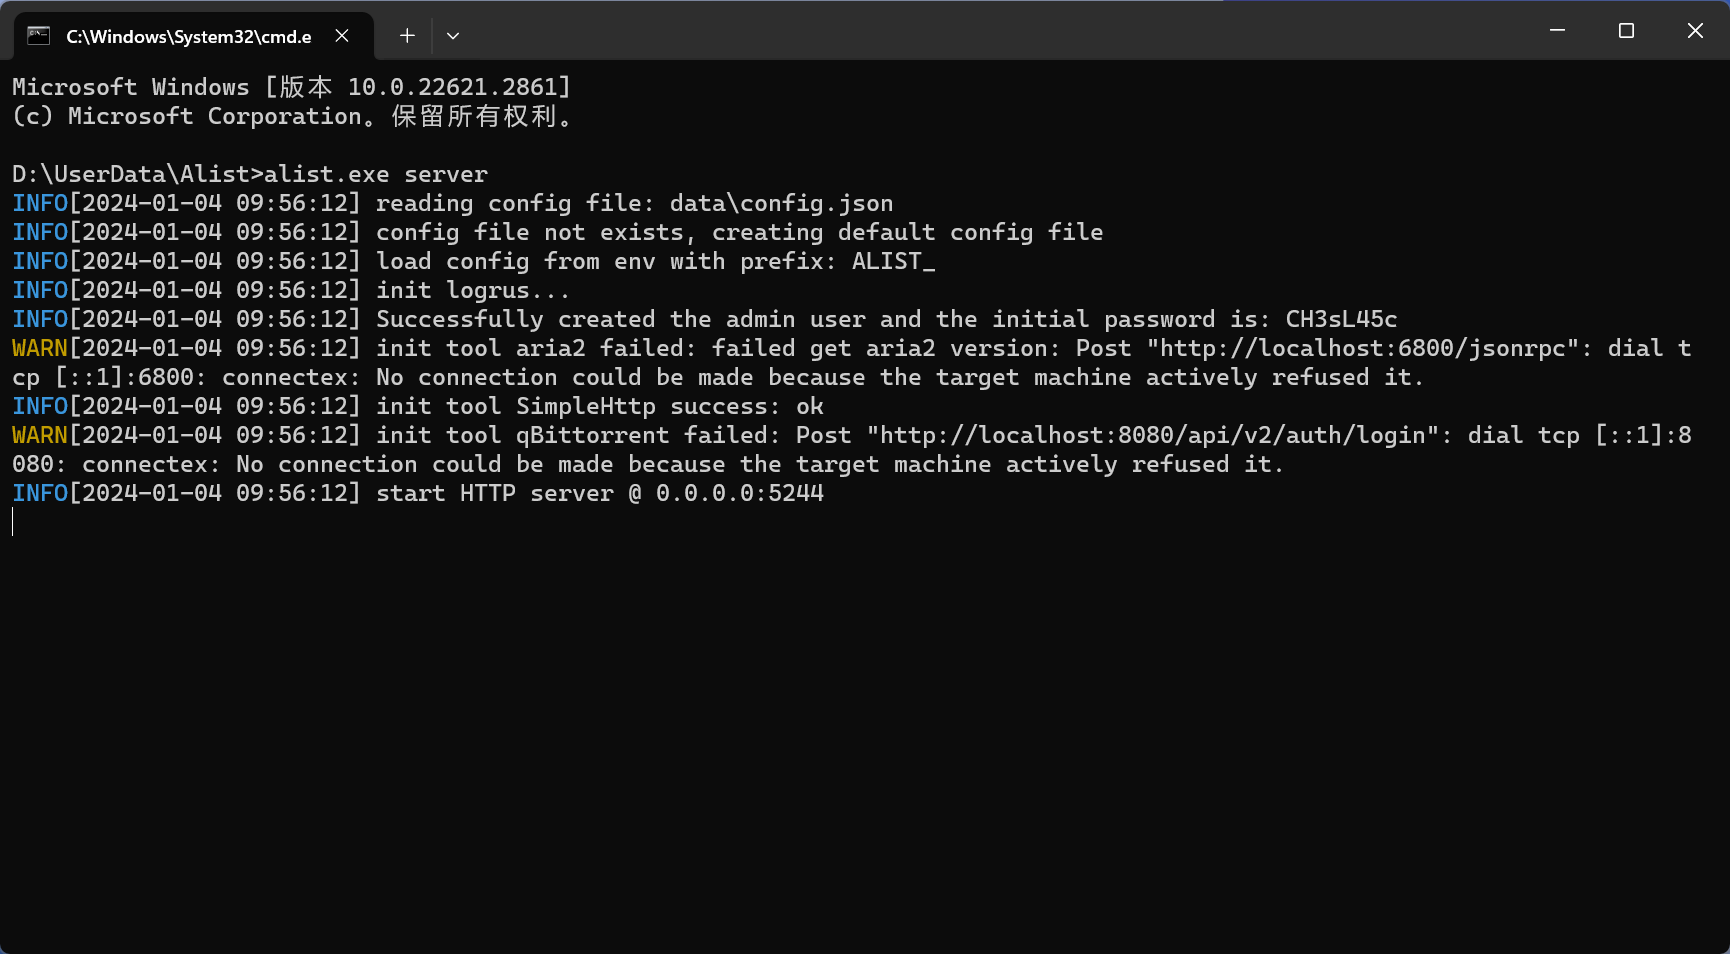 C:\Windows\System32\cmd.e
Microsoft Windows [版本 10.0.22621.2861]
(c) Microsoft Corporation。保留所有权利。
D:\UserData\Alist>alist.exe server
INFO[2024-01-04 09:56:12] reading config file: data\config.json
INFO[2024-01-04 09:56:12] config file not exists, creating default config file
INFO[2024-01-04 09:56:12] load config from env with prefix: ALIST_
INFO[2024-01-04 09:56:12] init logrus...
INFO[2024-01-04 09:56:12] Successfully created the admin user and the initial password is: CH3sL45c
WARN[2024-01-04 09:56:12] init tool aria2 failed: failed get aria2 version: Post "http://localhost:6800/jsonrpc": dial t
cp [::1]:6800: connectex: No connection could be made because the target machine actively refused it.
INFO[2024-01-04 09:56:12] init tool SimpleHttp success: ok
WARN[2024-01-04 09:56:12] init tool qBittorrent failed: Post "http://localhost:8080/api/v2/auth/login": dial tcp [::1]:8
080: connectex: No connection could be made because the target machine actively refused it.
INFO[2024-01-04 09:56:12] start HTTP server @ 0.0.0.0:5244